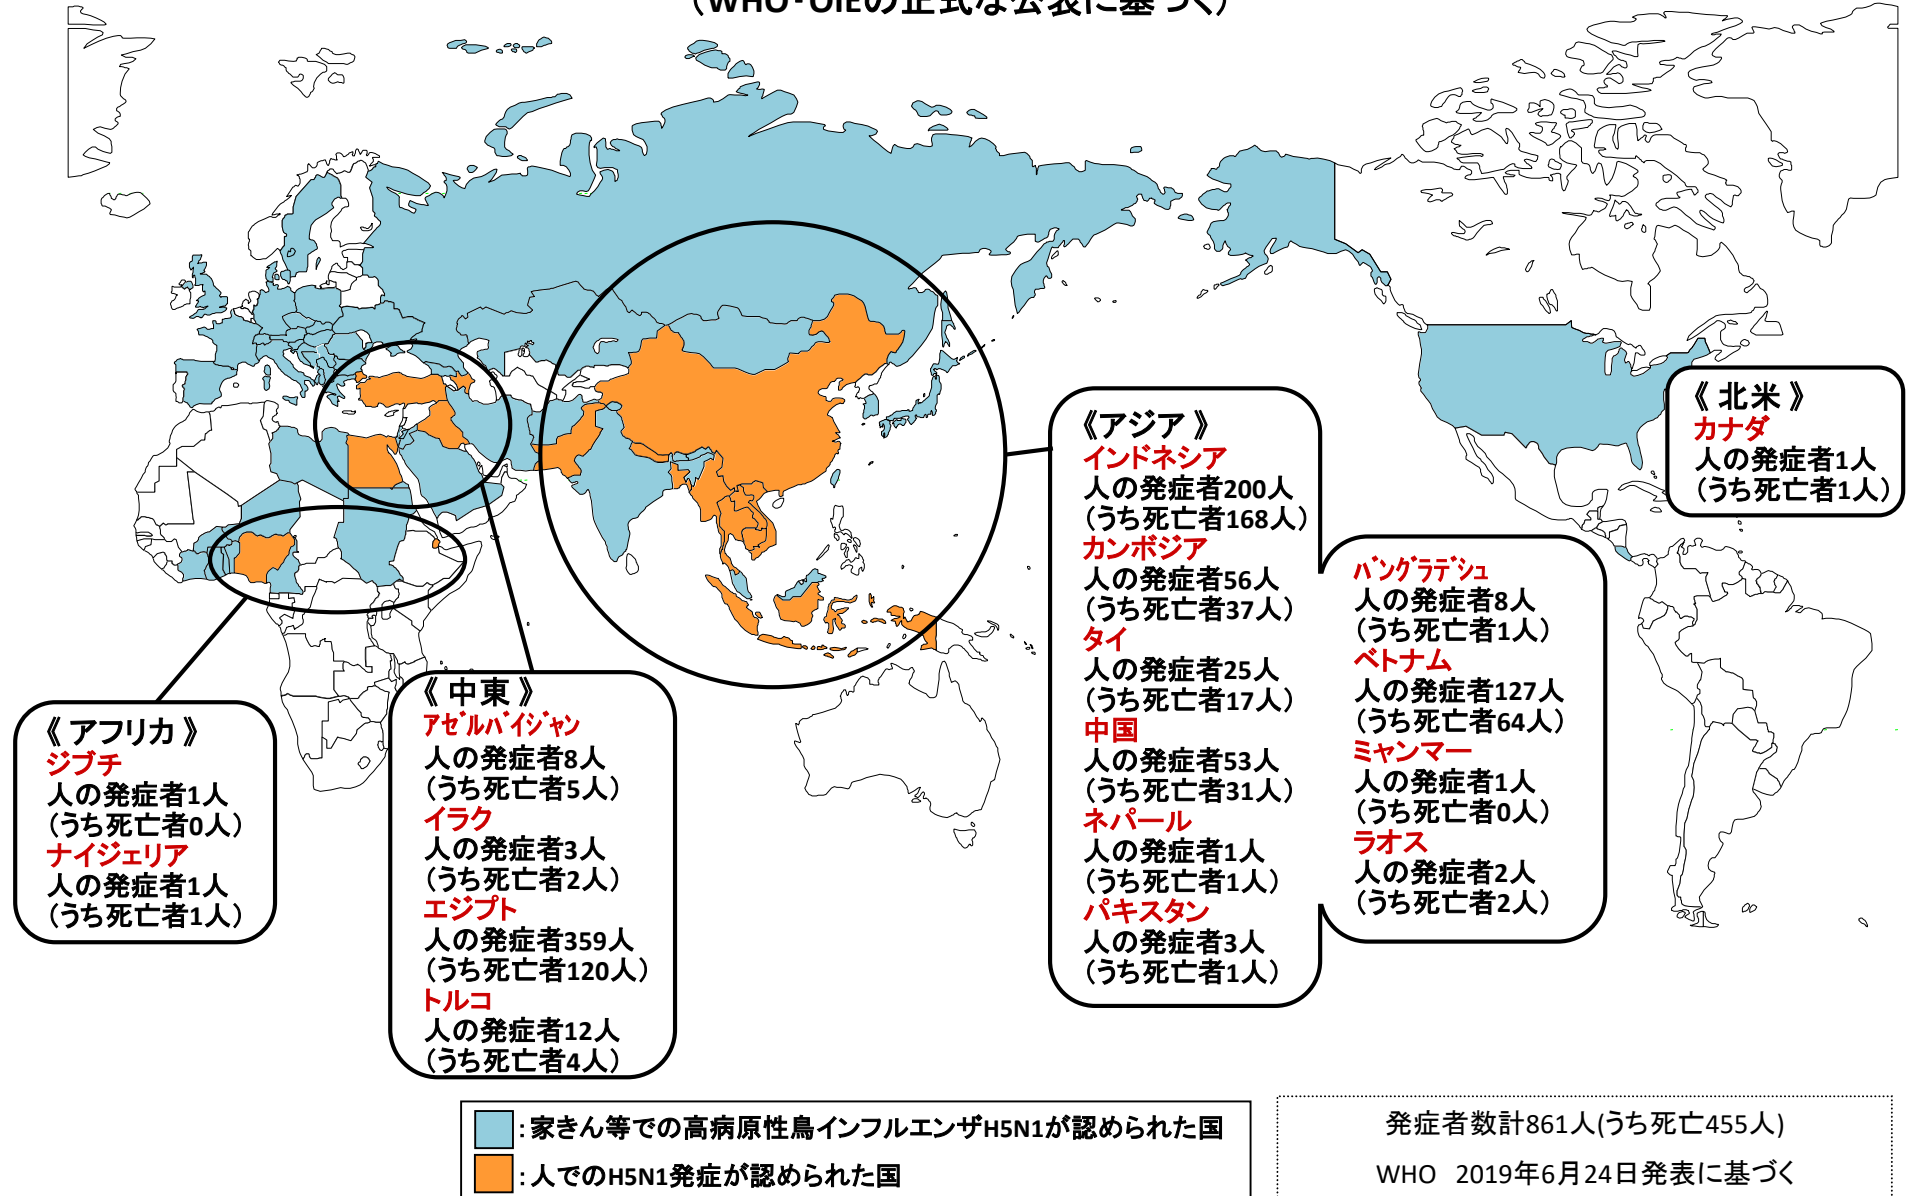 （WHO・OIEの正式な公表に基づく）
《アジア 》
インドネシア
人の発症者200人
（うち死亡者168人）
カンボジア
人の発症者56人
（うち死亡者37人）
タイ
人の発症者25人
（うち死亡者17人）
中国
人の発症者53人
（うち死亡者31人）
ネパール
人の発症者1人
（うち死亡者1人）
パキスタン
人の発症者3人
（うち死亡者1人）
ﾊﾞﾝｸﾞﾗﾃﾞｼｭ
人の発症者8人
（うち死亡者1人）
ベトナム
人の発症者127人
（うち死亡者64人）
ミャンマー
人の発症者1人
（うち死亡者0人）
ラオス
人の発症者2人
（うち死亡者2人）
《 北米 》
カナダ
人の発症者1人
（うち死亡者1人）
《 中東 》
ｱｾﾞﾙﾊﾞｲｼﾞｬﾝ
人の発症者8人
（うち死亡者5人）
イラク
人の発症者3人
（うち死亡者2人）
エジプト
人の発症者359人
（うち死亡者120人）
トルコ
人の発症者12人
（うち死亡者4人）
《 アフリカ 》
ジブチ
人の発症者1人
（うち死亡者0人）
ナイジェリア
人の発症者1人
（うち死亡者1人）
：家きん等での高病原性鳥インフルエンザH5N1が認められた国
：人でのH5N1発症が認められた国
発症者数計861人(うち死亡455人)
WHO 2019年6月24日発表に基づく